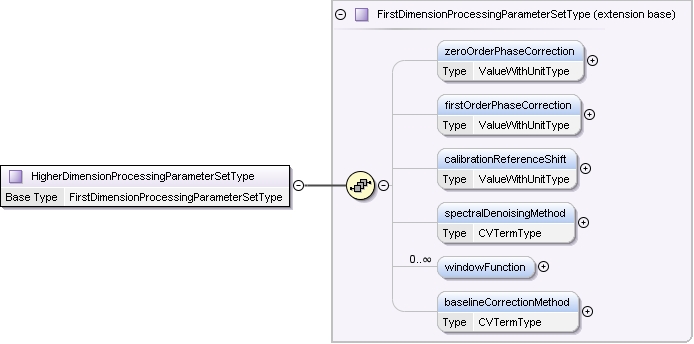 FirstDimensionProcessingParameterSetType (extension base)
zeroOrderPhaseCorrection
Type ValueWithUnitType
firstOrderPhaseCorrection
Type ValueWithUnitType
calibrationReferenceShift
Type ValueWithUnitType
HigherDimensionProcessingParameterSetType
Base Type FirstDimensionProcessingParameterSetType
spectralDenoisingMethod
Type CVTermType
0..∞
windowFunction
baselineCorrectionMethod
Type CVTermType